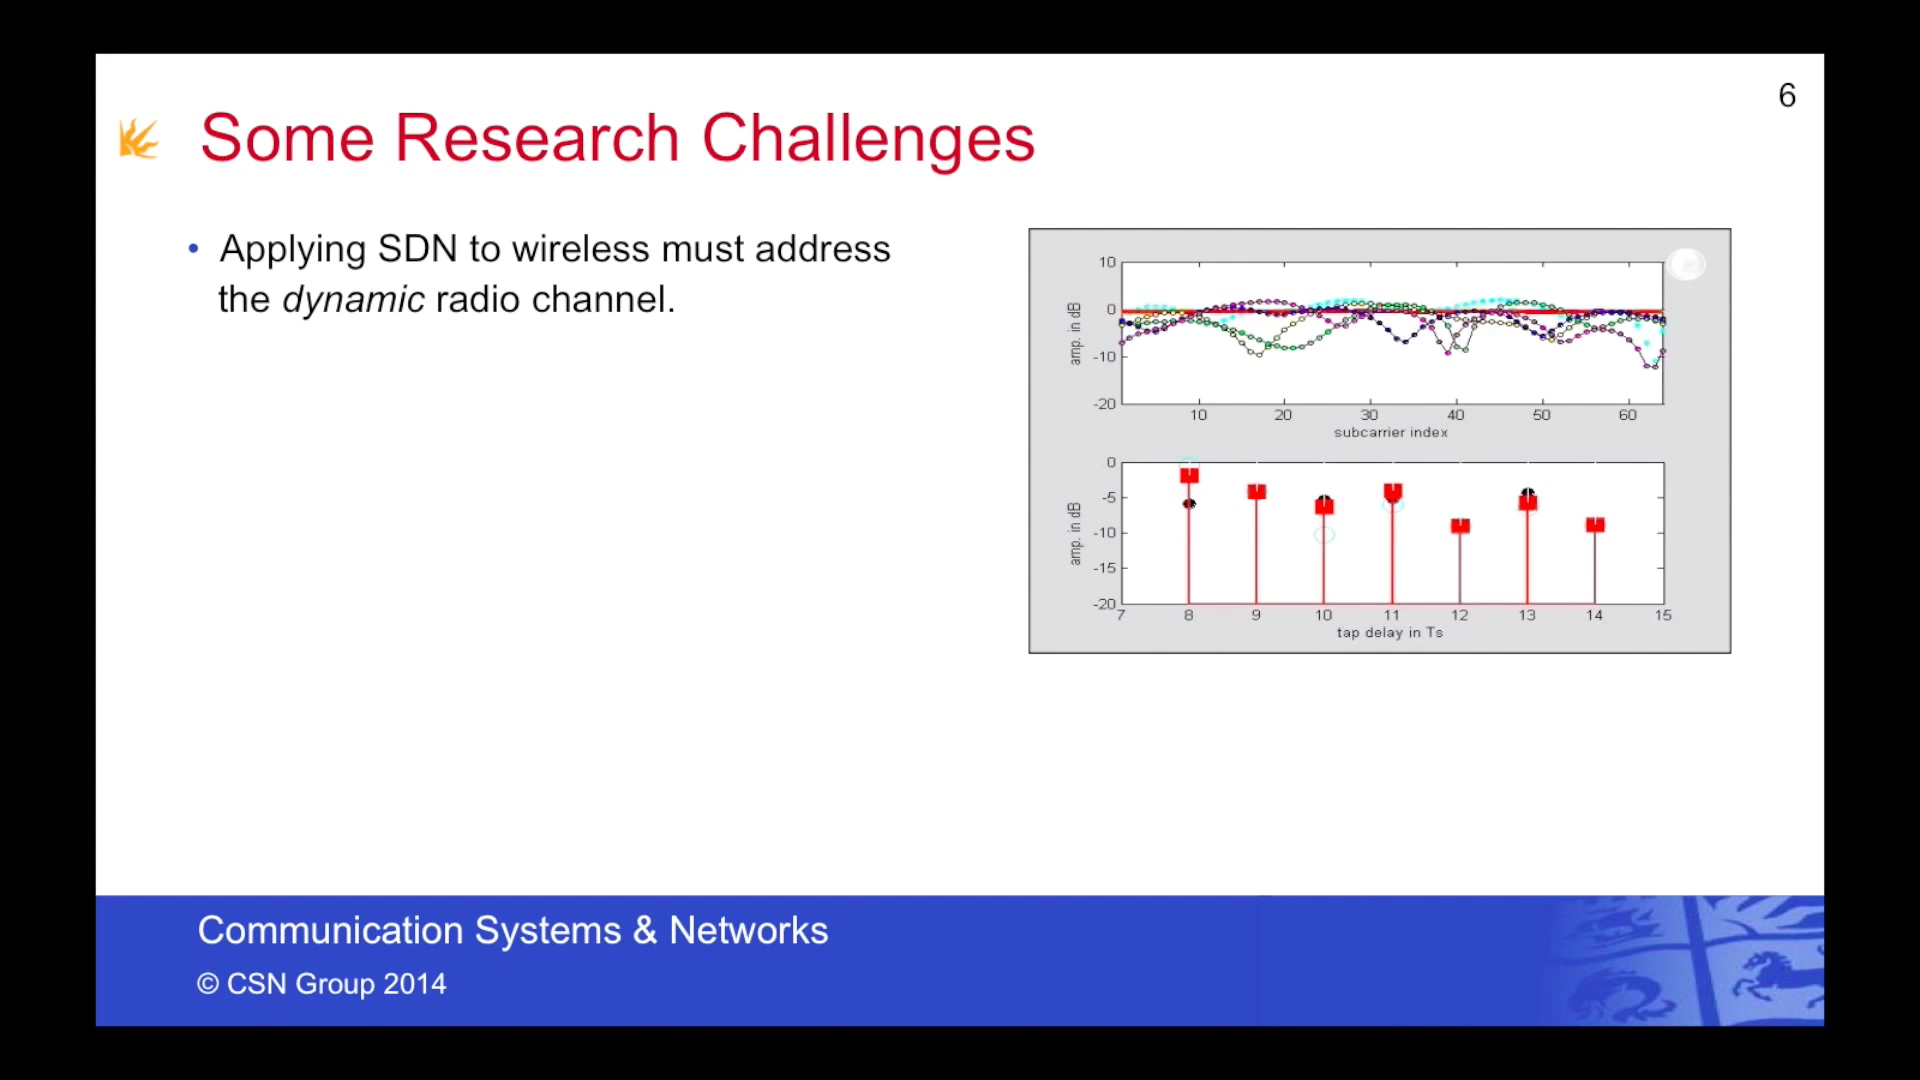 6
Some Research Challenges
• Applying SDN to wireless must address
the dynamic radio channel.
10
0
-10
-20
amp. in dB
10 20 30 40 50 60
subcarrier index
0
-5
-10
-15
-20
amp. in dB
7 8 9 10 11 12 13 14 15
tap delay in Ts
Communication Systems & Networks
© CSN Group 2014